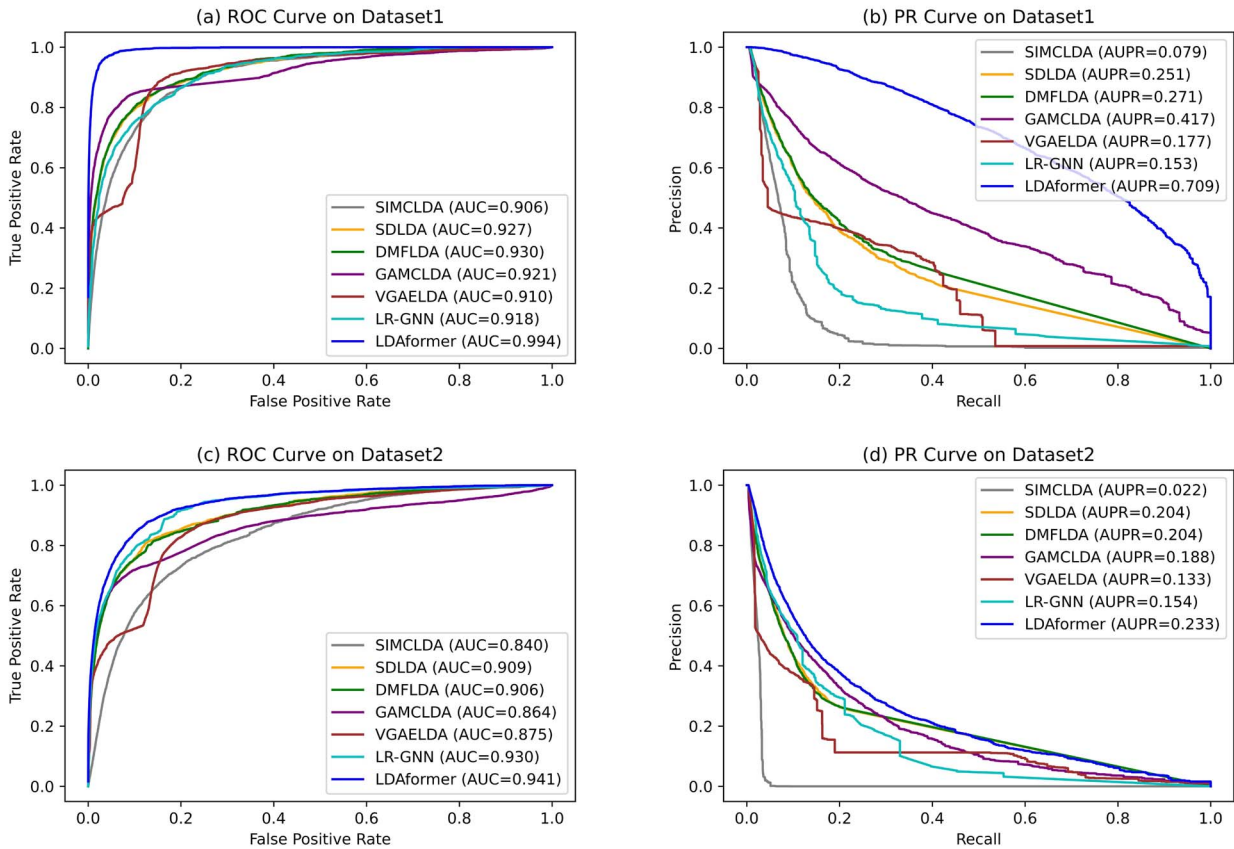 (a) ROC Curve on Dataset1
True Positive Rate
1.0
0.8
0.6
0.4
0.2
0.0
SIMCLDA (AUC=0.906)
SDLDA (AUC=0.927)
DMFLDA (AUC=0.930)
GAMCLDA (AUC=0.921)
VGAELDA (AUC=0.910)
LR-GNN (AUC=0.918)
LDAformer (AUC=0.994)
0.0 0.2 0.4 0.6 0.8 1.0
False Positive Rate
(b) PR Curve on Dataset1
Precision
1.0
0.8
0.6
0.4
0.2
0.0
SIMCLDA (AUPR=0.079)
SDLDA (AUPR=0.251)
DMFLDA (AUPR=0.271)
GAMCLDA (AUPR=0.417)
VGAELDA (AUPR=0.177)
LR-GNN (AUPR=0.153)
LDAformer (AUPR=0.709)
0.0 0.2 0.4 0.6 0.8 1.0
Recall
(c) ROC Curve on Dataset2
True Positive Rate
1.0
0.8
0.6
0.4
0.2
0.0
SIMCLDA (AUC=0.840)
SDLDA (AUC=0.909)
DMFLDA (AUC=0.906)
GAMCLDA (AUC=0.864)
VGAELDA (AUC=0.875)
LR-GNN (AUC=0.930)
LDAformer (AUC=0.941)
0.0 0.2 0.4 0.6 0.8 1.0
False Positive Rate
(d) PR Curve on Dataset2
Precision
1.0
0.8
0.6
0.4
0.2
0.0
SIMCLDA (AUPR=0.022)
SDLDA (AUPR=0.204)
DMFLDA (AUPR=0.204)
GAMCLDA (AUPR=0.188)
VGAELDA (AUPR=0.133)
LR-GNN (AUPR=0.154)
LDAformer (AUPR=0.233)
0.0 0.2 0.4 0.6 0.8 1.0
Recall